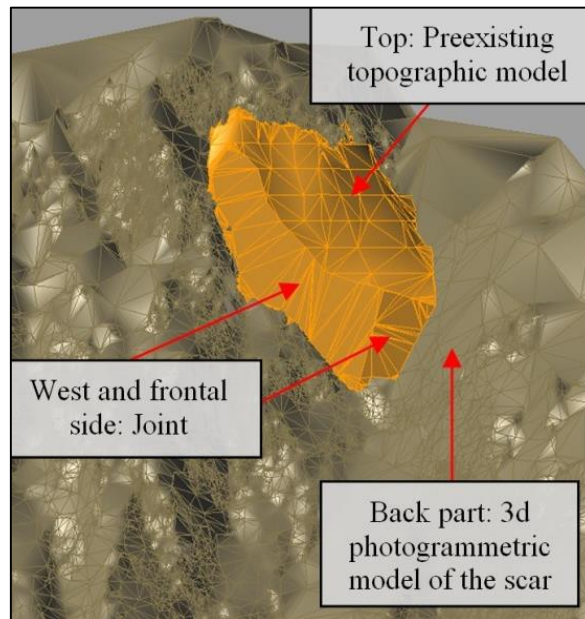 Top: Preexisting
topographic model
West and frontal
side: Joint
Back part: 3d
photogrammetric
model of the scar